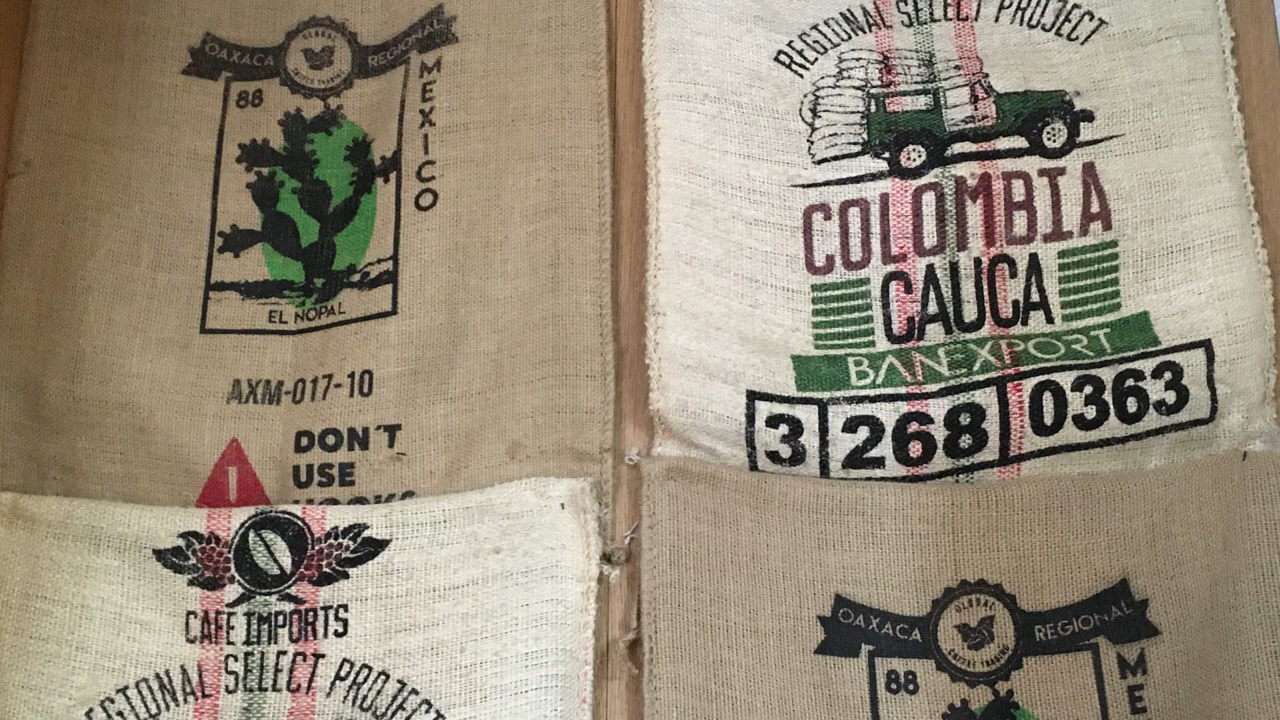 GLOBAL
COFFEE TRADING
OAXACA REGIONAL
88
MEXICO
EL NOPAL
AXM-017-10
DON´T
USE
HOOKS
REGIONAL SELECT PROJECT
COLOMBIA
CAUCA
BANEXPORT
3 268 0363
CAFE IMPORTS
REGIONAL SELECT PROJECT
GLOBAL
COFFEE TRADING
OAXACA REGIONAL
88
ME